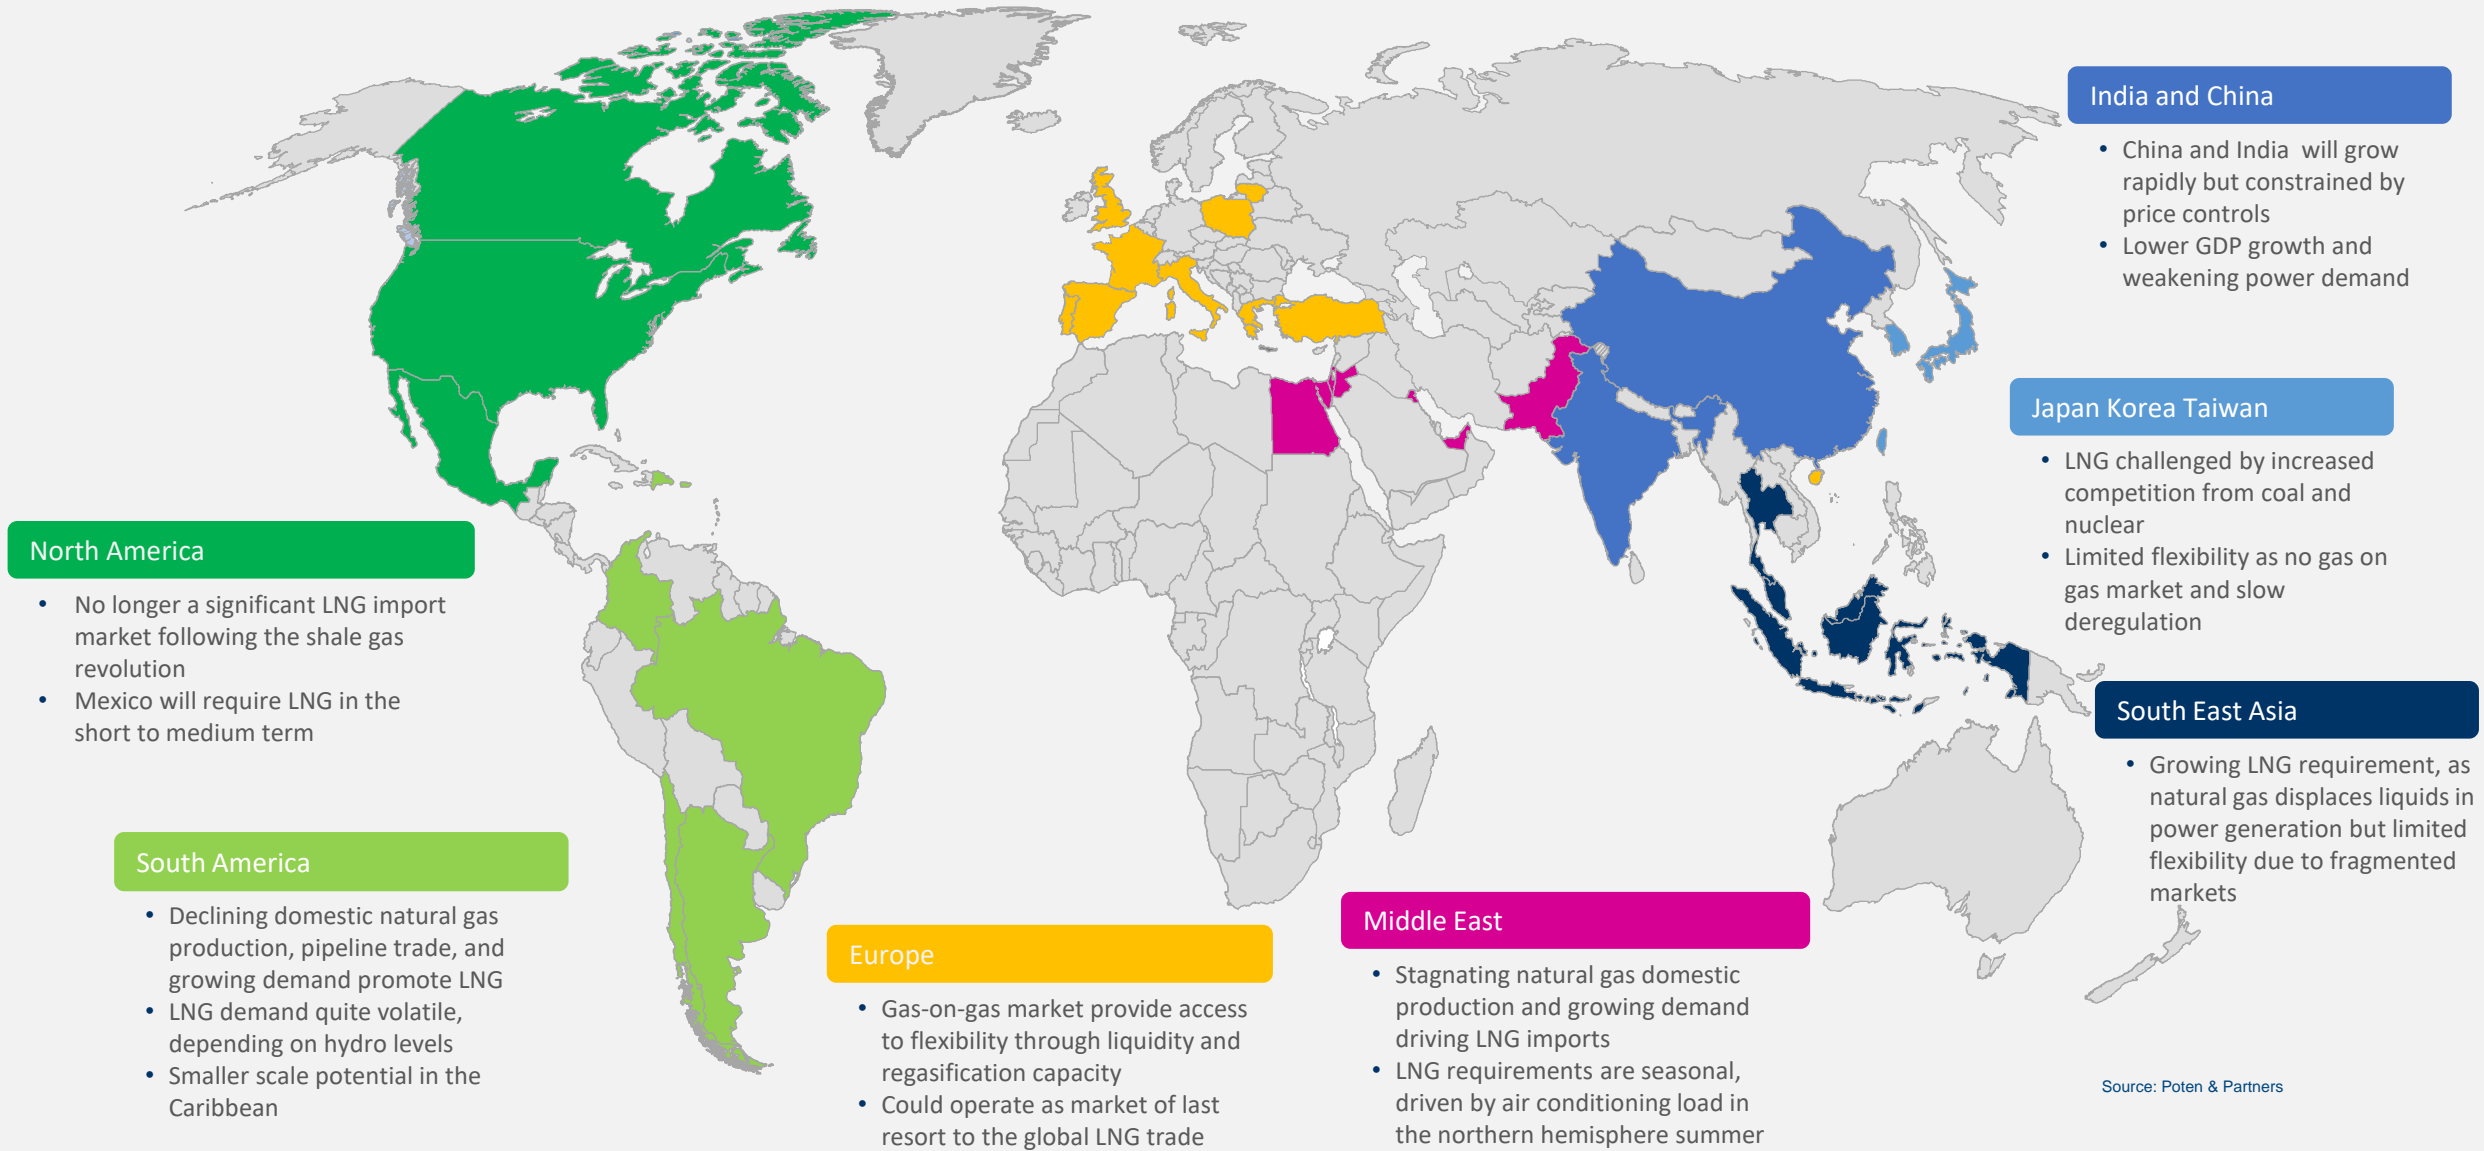 India and China
• China and India will grow
rapidly but constrained by
price controls
• Lower GDP growth and
weakening power demand
Japan Korea Taiwan
• LNG challenged by increased
competition from coal and
nuclear
• Limited flexibility as no gas on
gas market and slow
deregulation
North America
• No longer a significant LNG import
market following the shale gas
revolution
• Mexico will require LNG in the
short to medium term
South East Asia
• Growing LNG requirement, as
natural gas displaces liquids in
power generation but limited
flexibility due to fragmented
markets
South America
• Declining domestic natural gas
production, pipeline trade, and
growing demand promote LNG
• LNG demand quite volatile,
depending on hydro levels
• Smaller scale potential in the
Caribbean
Europe
• Gas-on-gas market provide access
to flexibility through liquidity and
regasification capacity
• Could operate as market of last
resort to the global LNG trade
Middle East
• Stagnating natural gas domestic
production and growing demand
driving LNG imports
• LNG requirements are seasonal,
driven by air conditioning load in
the northern hemisphere summer
Source: Poten & Partners